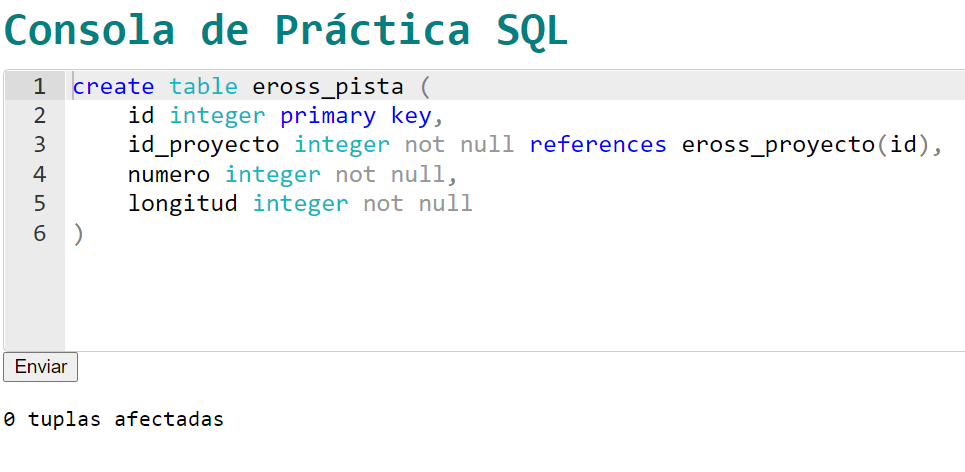 Consola de Práctica SQL
1 create table eross_pista (
2     id integer primary key,
3     id_proyecto integer not null references eross_proyecto(id),
4     numero integer not null,
5     longitud integer not null
6 )
Enviar
0 tuplas afectadas